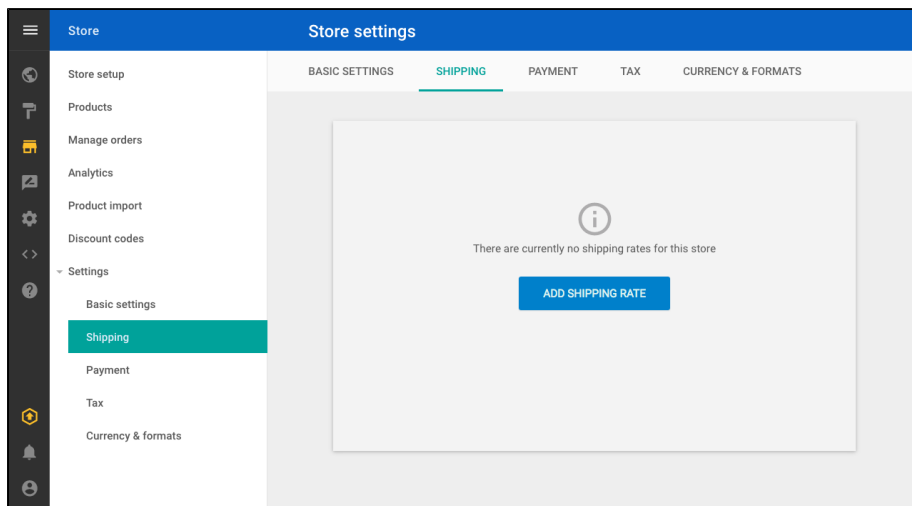 Store
Store settings
Store setup
Products
Manage orders
Analytics
Product import
Discount codes
Settings
Basic settings
Shipping
Payment
Tax
Currency & formats
BASIC SETTINGS SHIPPING PAYMENT TAX CURRENCY & FORMATS
There are currently no shipping rates for this store
ADD SHIPPING RATE